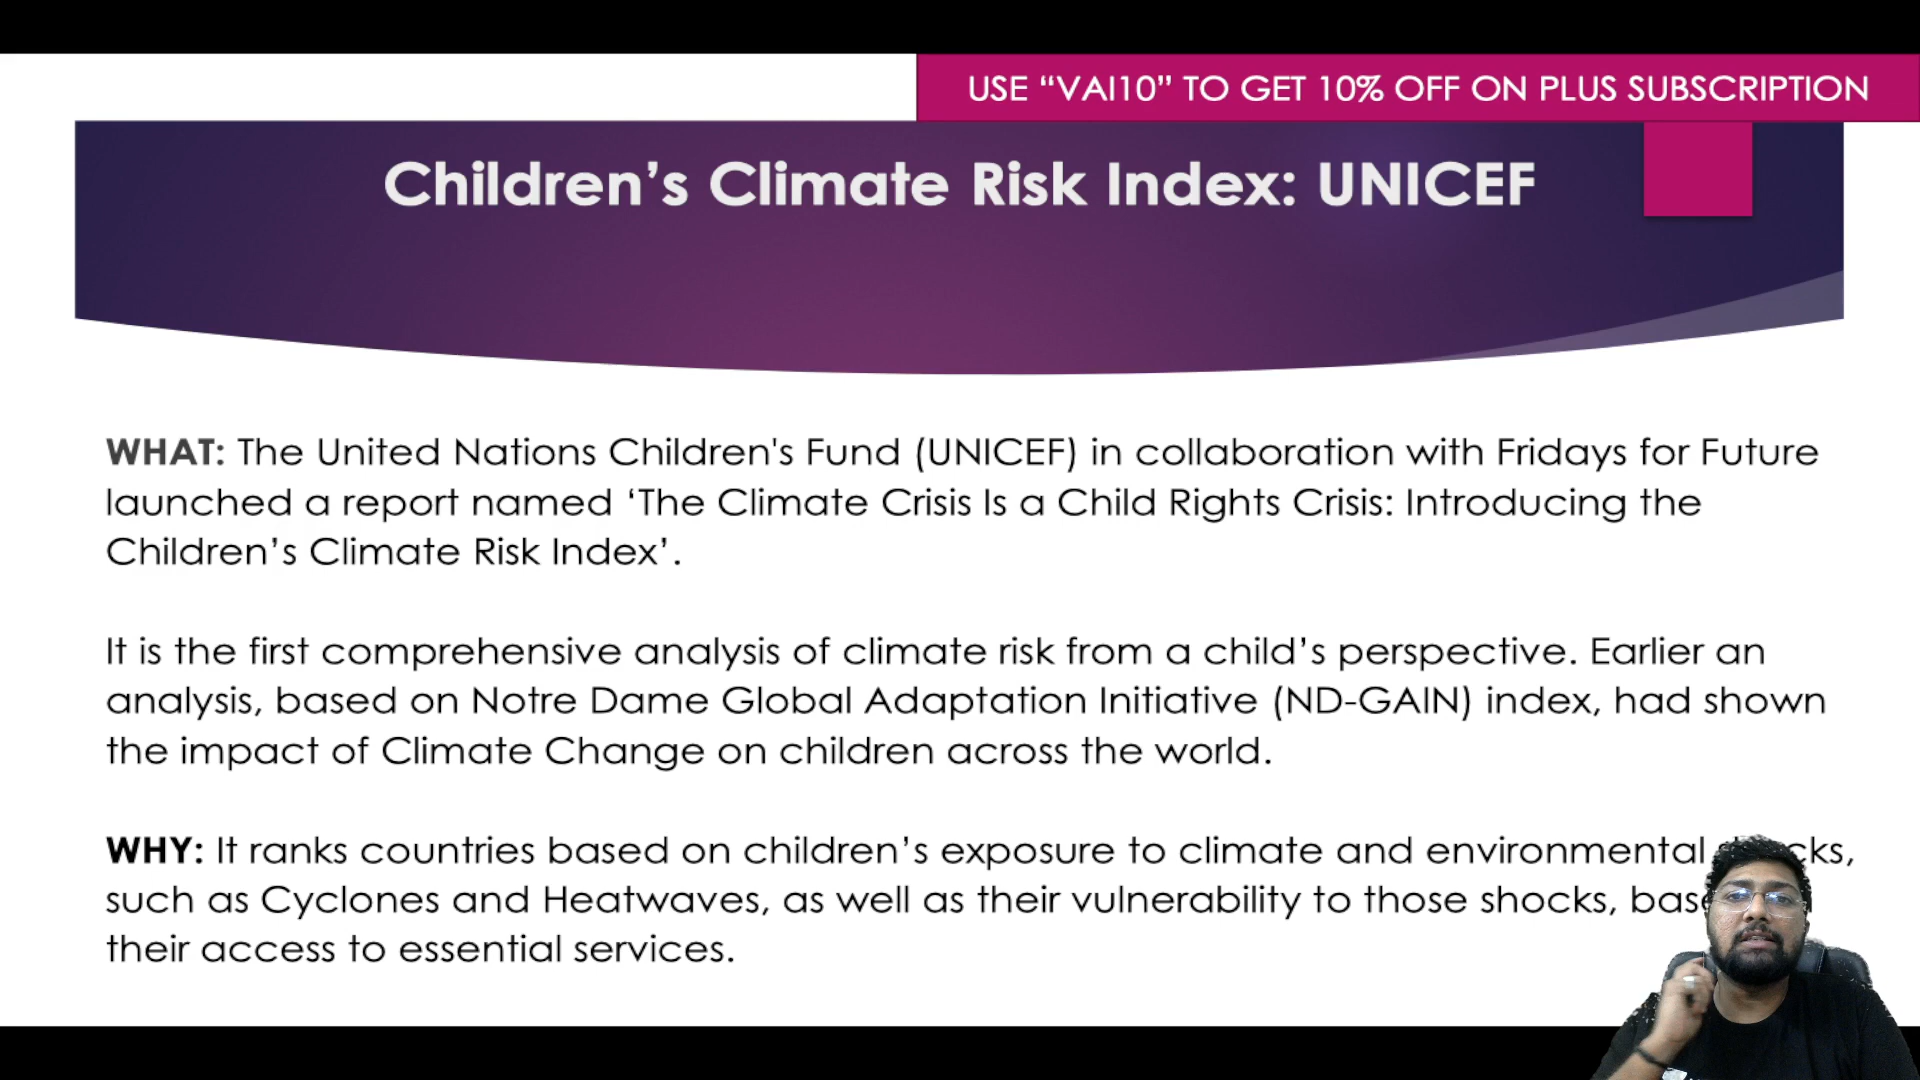 USE “VAI10” TO GET 10% OFF ON PLUS SUBSCRIPTION
Children’s Climate Risk Index: UNICEF
WHAT: The United Nations Children's Fund (UNICEF) in collaboration with Fridays for Future
launched a report named ‘The Climate Crisis Is a Child Rights Crisis: Introducing the
Children’s Climate Risk Index’.
It is the first comprehensive analysis of climate risk from a child’s perspective. Earlier an
analysis, based on Notre Dame Global Adaptation Initiative (ND-GAIN) index, had shown
the impact of Climate Change on children across the world.
WHY: It ranks countries based on children’s exposure to climate and environmental
such as Cyclones and Heatwaves, as well as their vulnerability to those shocks,
their access to essential services.